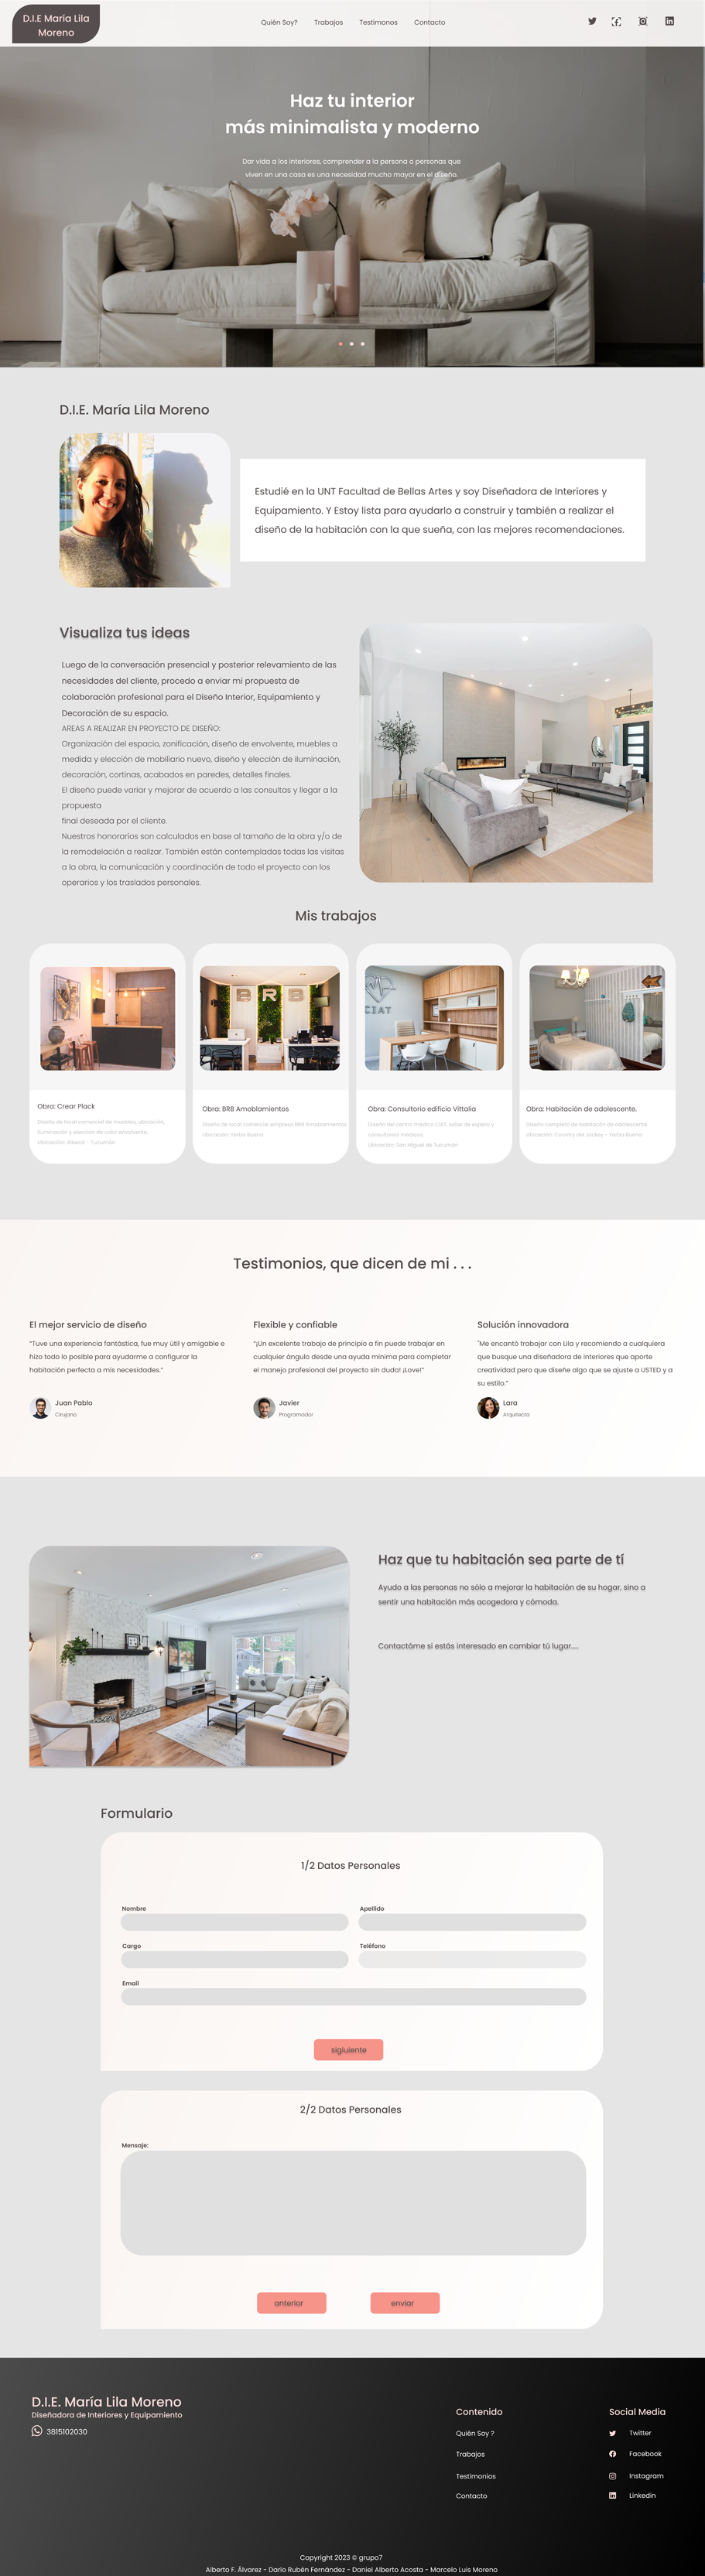 D.I.E María Lila
Moreno
Quién Soy?
Trabajos
Testimonos
Contacto
Haz tu interior
más minimalista y moderno
Dar vida a los interiores, comprender a la persona o personas que
viven en una casa es una necesidad mucho mayor en el diseño.
D.I.E. María Lila Moreno
Estudié en la UNT Facultad de Bellas Artes y soy Diseñadora de Interiores y
Equipamiento. Y Estoy lista para ayudarlo a construir y también a realizar el
diseño de la habitación con la que sueña, con las mejores recomendaciones.
Visualiza tus ideas
Luego de la conversación presencial y posterior relevamiento de las
necesidades del cliente, procedo a enviar mi propuesta de
colaboración profesional para el Diseño Interior, Equipamiento y
Decoración de su espacio.
AREAS A REALIZAR EN PROYECTO DE DISEÑO:
Organización del espacio, zonificación, diseño de envolvente, muebles a
medida y elección de mobiliario nuevo, diseño y elección de iluminación,
decoración, cortinas, acabados en paredes, detalles finales.
El diseño puede variar y mejorar de acuerdo a las consultas y llegar a la
propuesta
final deseada por el cliente.
Nuestros honorarios son calculados en base al tamaño de la obra y/o de
la remodelación a realizar. También están contempladas todas las visitas
a la obra, la comunicación y coordinación de todo el proyecto con los
operarios y los traslados personales.
Mis trabajos
BRB
CIAT
Obra: Crear Plack
Diseño de local comercial de muebles, ubicación,
iluminación y elección de color envolvente.
Ubicación: Alberdi - Tucumán
Obra: BRB Amoblamientos
Diseño de local comercial empresa BRB Amoblamientos
Ubicación: Yerba Buena
Obra: Consultorio edificio Vittalia
Diseño del centro médico CIAT, salas de espera y
consultorios médicos.
Ubicación: San Miguel de Tucumán
Obra: Habitación de adolescente.
Diseño completo de habitación de adolescente.
Ubicación: Country del Jockey - Yerba Buena
Testimonios, que dicen de mi . . .
El mejor servicio de diseño
"Tuve una experiencia fantástica, fue muy útil y amigable e
hizo todo lo posible para ayudarme a configurar la
habitación perfecta a mis necesidades."
Juan Pablo
Cirujano
Flexible y confiable
"¡Un excelente trabajo de principio a fin puede trabajar en
cualquier ángulo desde una ayuda mínima para completar
el manejo profesional del proyecto sin duda! ¡Love!"
Javier
Programador
Solución innovadora
"Me encantó trabajar con Lila y recomiendo a cualquiera
que busque una diseñadora de interiores que aporte
creatividad pero que diseñe algo que se ajuste a USTED y a
su estilo."
Lara
Arquitecta
Haz que tu habitación sea parte de tí
Ayudo a las personas no sólo a mejorar la habitación de su hogar, sino a
sentir una habitación más acogedora y cómoda.
Contactáme si estás interesado en cambiar tú lugar....
Formulario
1/2 Datos Personales
Nombre
Apellido
Cargo
Teléfono
Email
sigiuiente
2/2 Datos Personales
Mensaje:
anterior
enviar
D.I.E. María Lila Moreno
Diseñadora de Interiores y Equipamiento
3815102030
Contenido
Quién Soy ?
Trabajos
Testimonios
Contacto
Social Media
Twitter
Facebook
Instagram
Linkedin
Copyright 2023 © grupo7
Alberto F. Álvarez - Darío Rubén Fernández - Daniel Alberto Acosta - Marcelo Luis Moreno